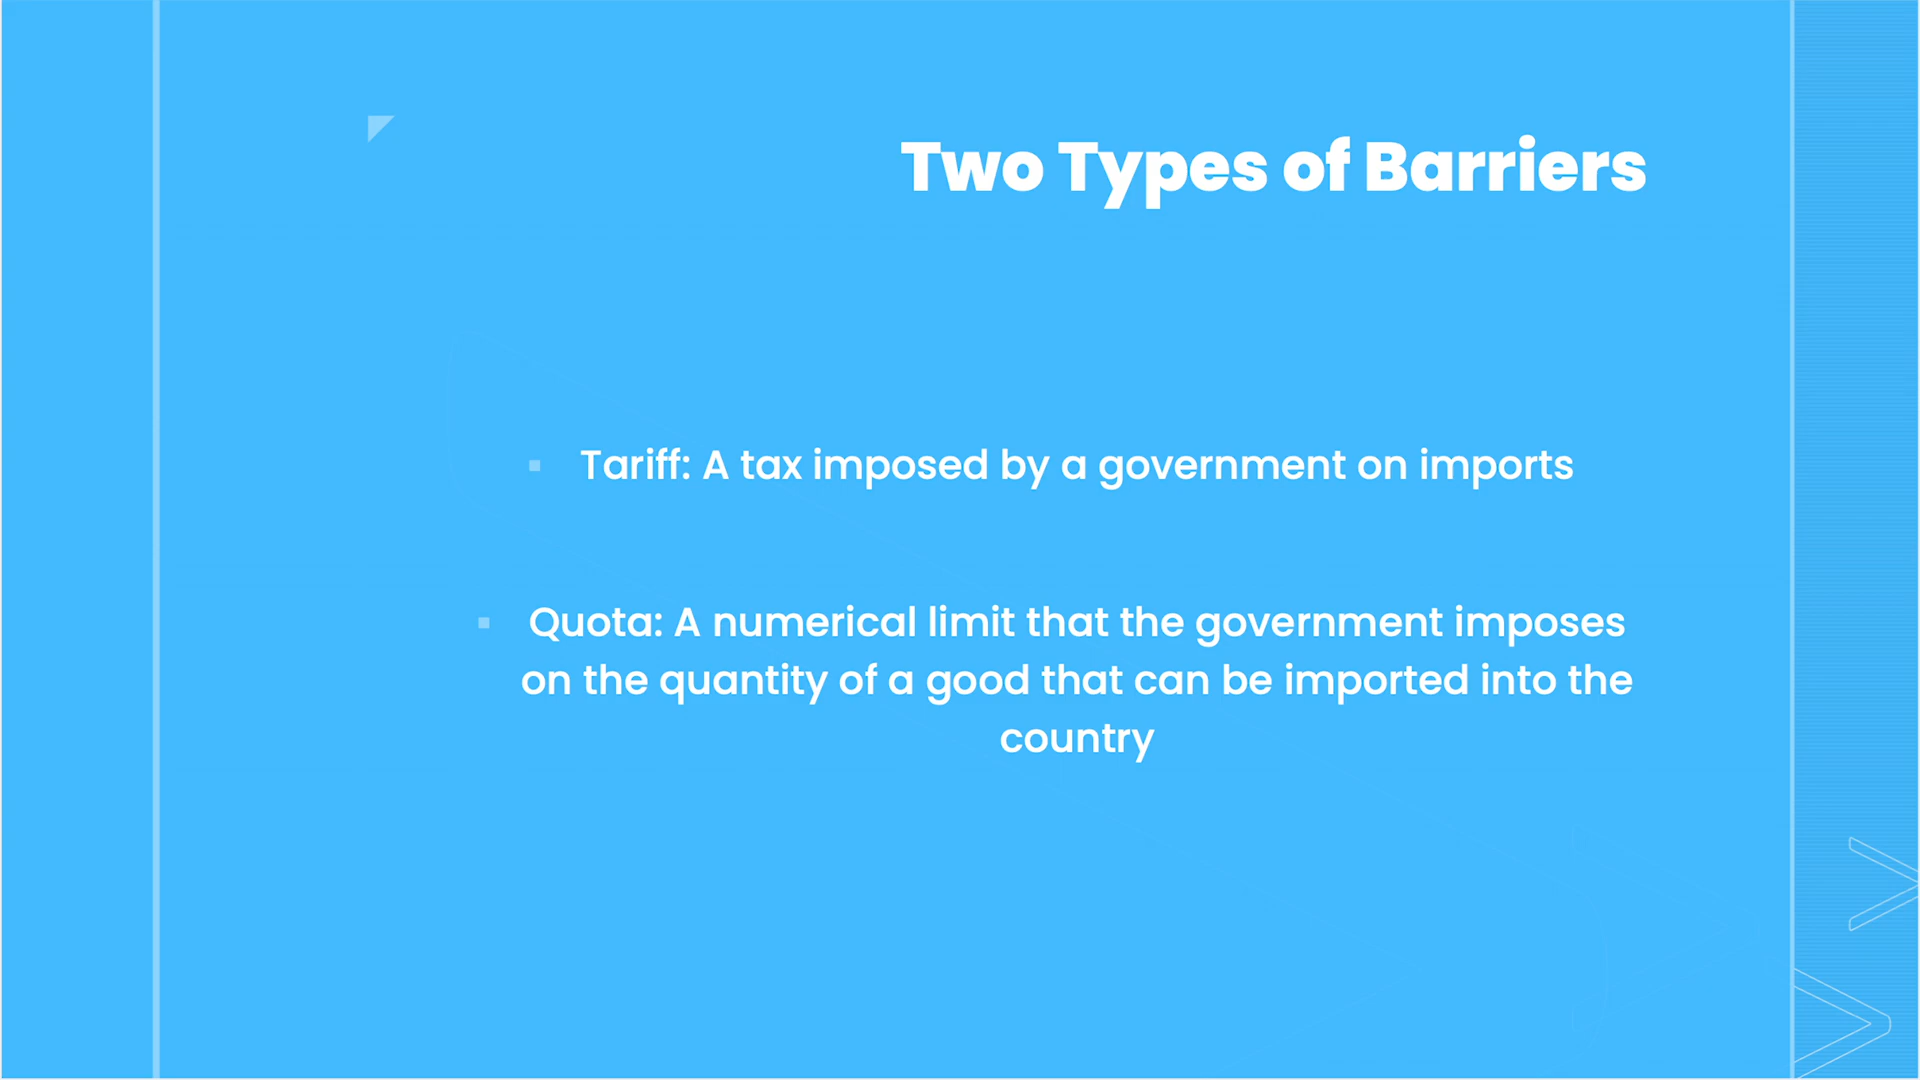 Two Types of Barriers
Tariff: A tax imposed by a government on imports
Quota: A numerical limit that the government imposes
on the quantity of a good that can be imported into the
country